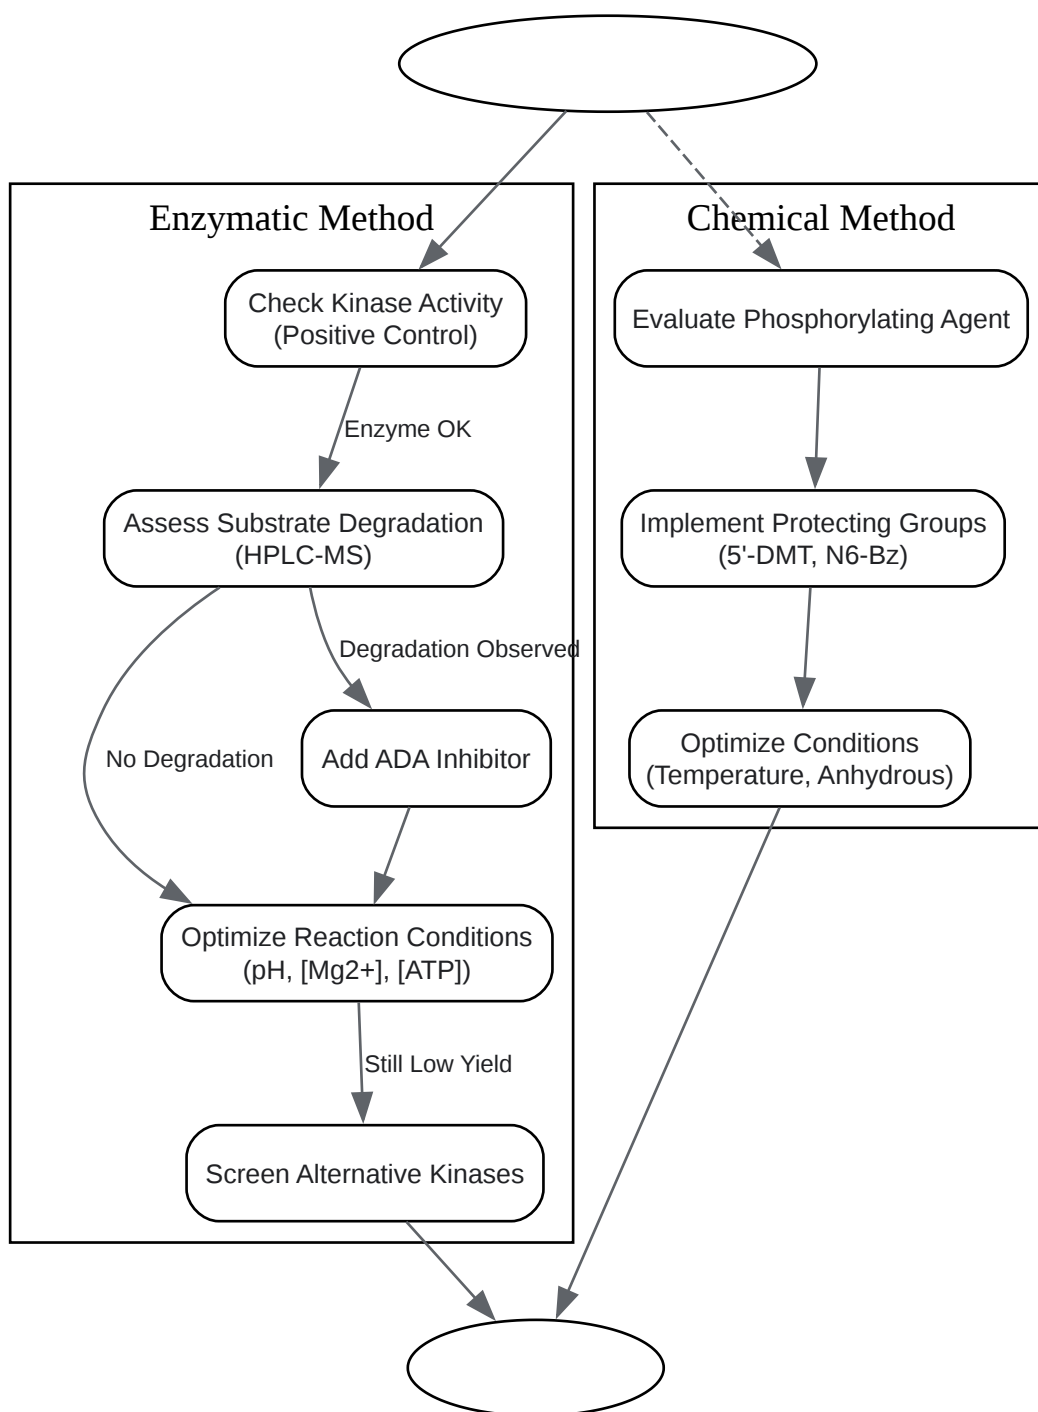 Enzymatic Method
Check Kinase Activity
(Positive Control)
Enzyme OK
Assess Substrate Degradation
(HPLC-MS)
Degradation Observed
No Degradation
Add ADA Inhibitor
Optimize Reaction Conditions
(pH, [Mg2+], [ATP])
Still Low Yield
Screen Alternative Kinases
Chemical Method
Evaluate Phosphorylating Agent
Implement Protecting Groups
(5'-DMT, N6-Bz)
Optimize Conditions
(Temperature, Anhydrous)